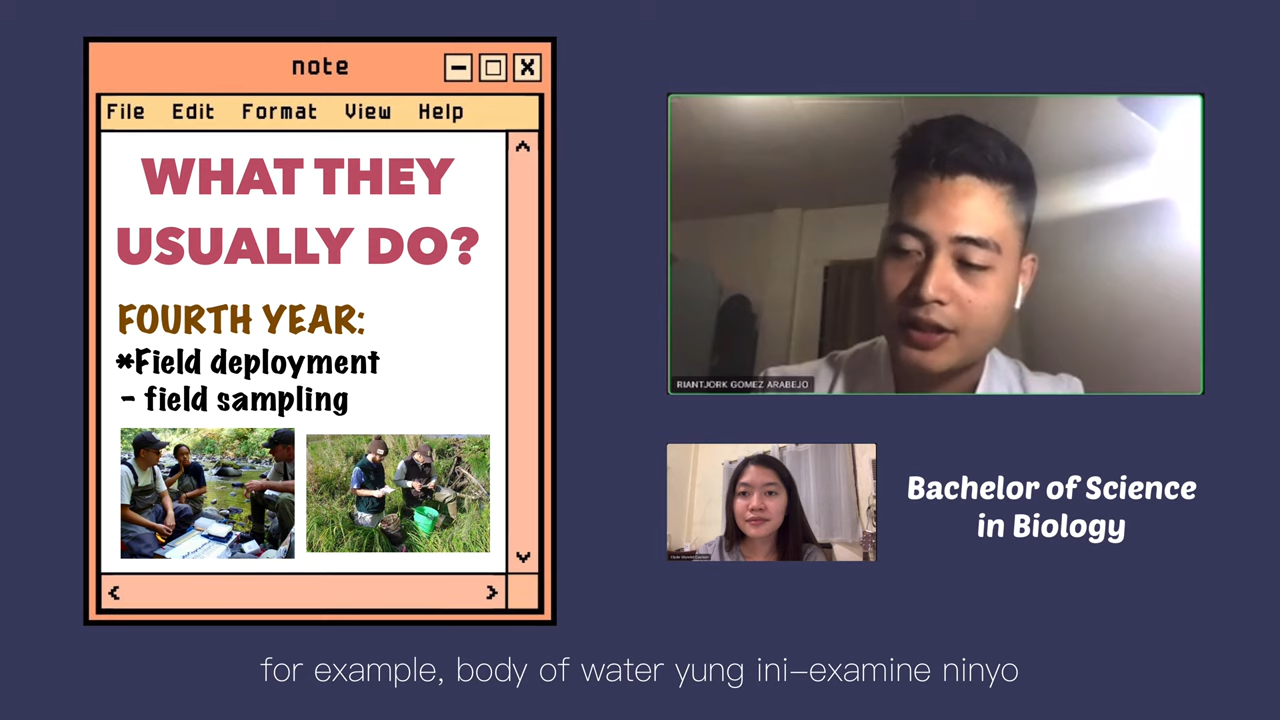 note
File Edit Format View Help
WHAT THEY
USUALLY DO?
FOURTH YEAR:
*Field deployment
- field sampling
RIANTJORK GOMEZ ARABEJO
Bachelor of Science
in Biology
for example, body of water yung ini–examine ninyo